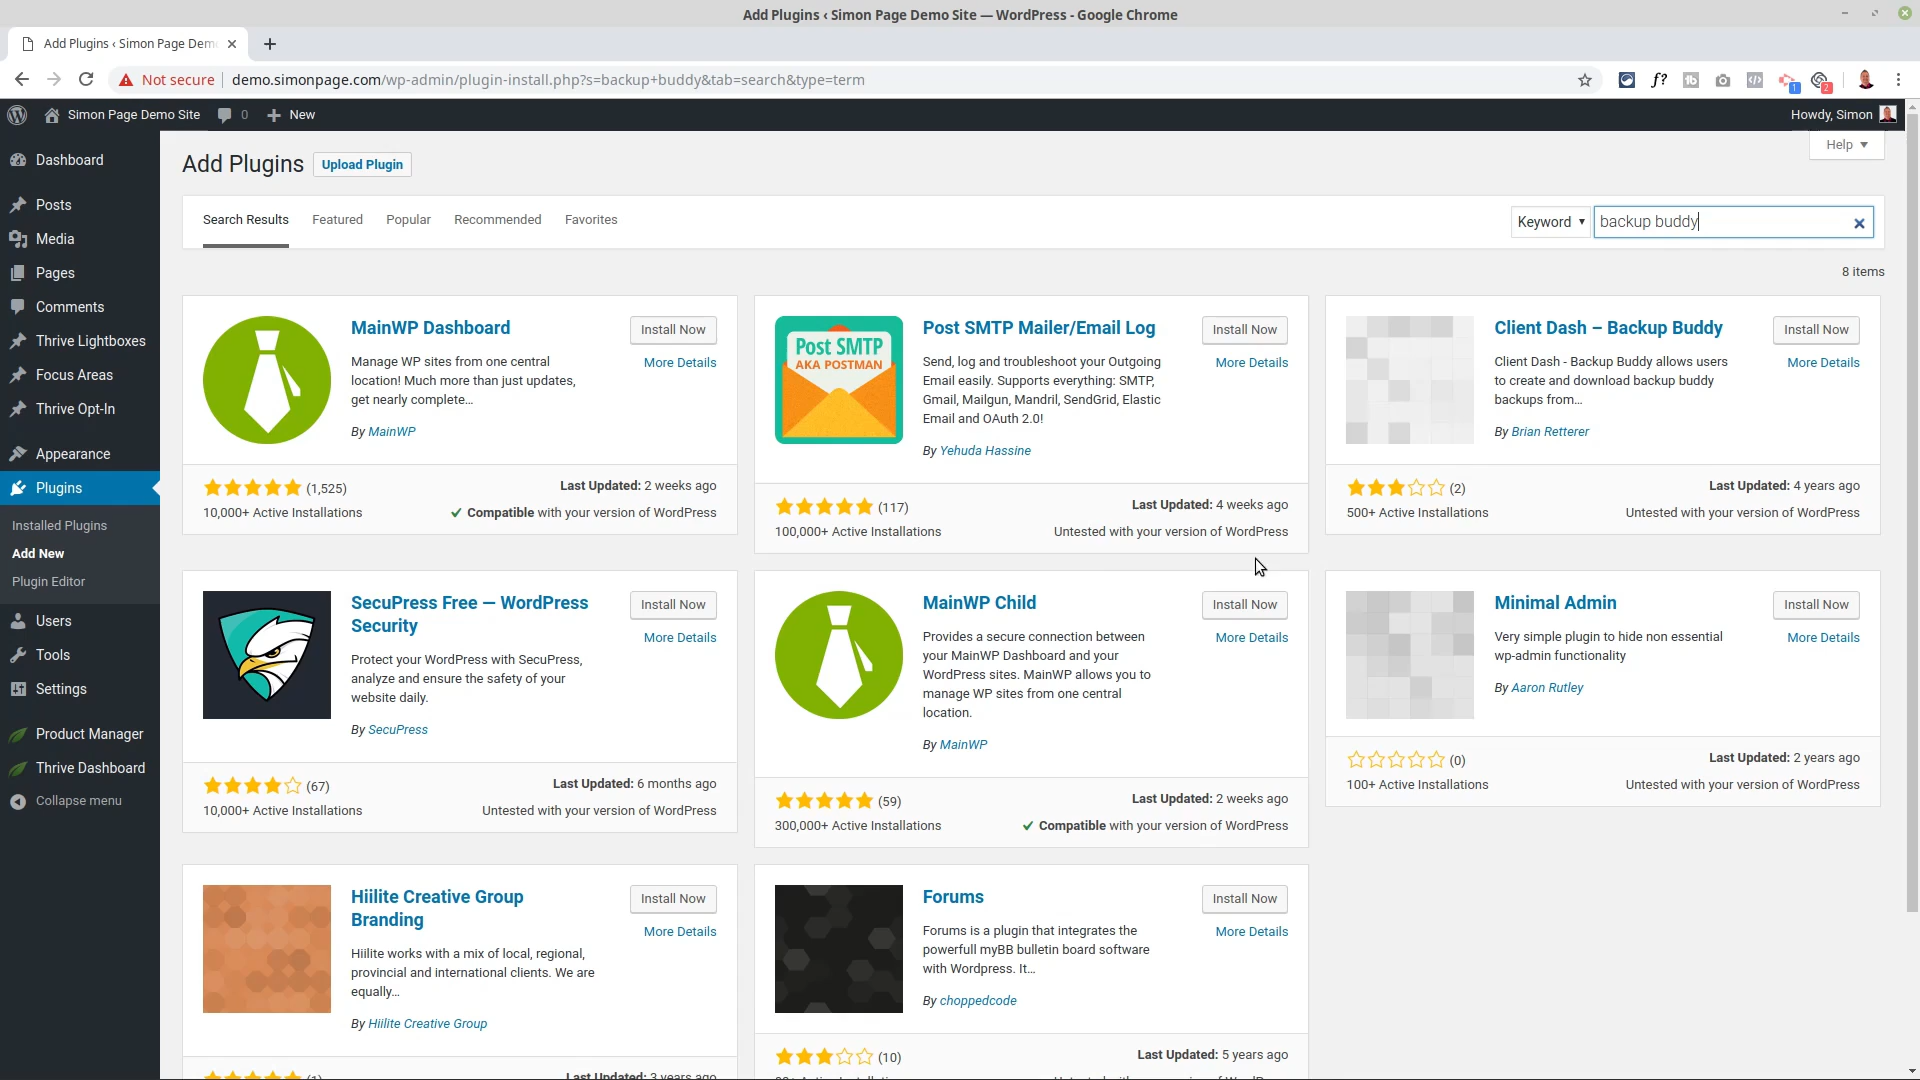 Add Plugins ‹ Simon Page Demo Site — WordPress - Google Chrome
Add Plugins ‹ Simon Page Dem
Not secure
demo.simonpage.com/wp-admin/plugin-install.php?s=backup+buddy&tab=search&type=term
f?
1
2
Simon Page Demo Site
0
New
Howdy, Simon
Dashboard
Posts
Media
Pages
Comments
Thrive Lightboxes
Focus Areas
Thrive Opt-In
Appearance
Plugins
Installed Plugins
Add New
Plugin Editor
Users
Tools
Settings
Product Manager
Thrive Dashboard
Collapse menu
Help
Add Plugins
Upload Plugin
Search Results
Featured
Popular
Recommended
Favorites
Keyword
backup buddy
8 items
MainWP Dashboard
Install Now
More Details
Manage WP sites from one central
location! Much more than just updates,
get nearly complete…
By MainWP
(1,525)
Last Updated: 2 weeks ago
10,000+ Active Installations
Compatible with your version of WordPress
Post SMTP
AKA POSTMAN
Post SMTP Mailer/Email Log
Install Now
More Details
Send, log and troubleshoot your Outgoing
Email easily. Supports everything: SMTP,
Gmail, Mailgun, Mandril, SendGrid, Elastic
Email and OAuth 2.0!
By Yehuda Hassine
(117)
Last Updated: 4 weeks ago
100,000+ Active Installations
Untested with your version of WordPress
Client Dash – Backup Buddy
Install Now
More Details
Client Dash - Backup Buddy allows users
to create and download backup buddy
backups from…
By Brian Retterer
(2)
Last Updated: 4 years ago
500+ Active Installations
Untested with your version of WordPress
SecuPress Free — WordPress
Security
Install Now
More Details
Protect your WordPress with SecuPress,
analyze and ensure the safety of your
website daily.
By SecuPress
(67)
Last Updated: 6 months ago
10,000+ Active Installations
Untested with your version of WordPress
MainWP Child
Install Now
More Details
Provides a secure connection between
your MainWP Dashboard and your
WordPress sites. MainWP allows you to
manage WP sites from one central
location.
By MainWP
(59)
Last Updated: 2 weeks ago
300,000+ Active Installations
Compatible with your version of WordPress
Minimal Admin
Install Now
More Details
Very simple plugin to hide non essential
wp-admin functionality
By Aaron Rutley
(0)
Last Updated: 2 years ago
100+ Active Installations
Untested with your version of WordPress
Hiilite Creative Group
Branding
Install Now
More Details
Hiilite works with a mix of local, regional,
provincial and international clients. We are
equally…
By Hiilite Creative Group
(1)
Last Updated: 3 years ago
Forums
Install Now
More Details
Forums is a plugin that integrates the
powerfull myBB bulletin board software
with Wordpress. It…
By choppedcode
(10)
Last Updated: 5 years ago